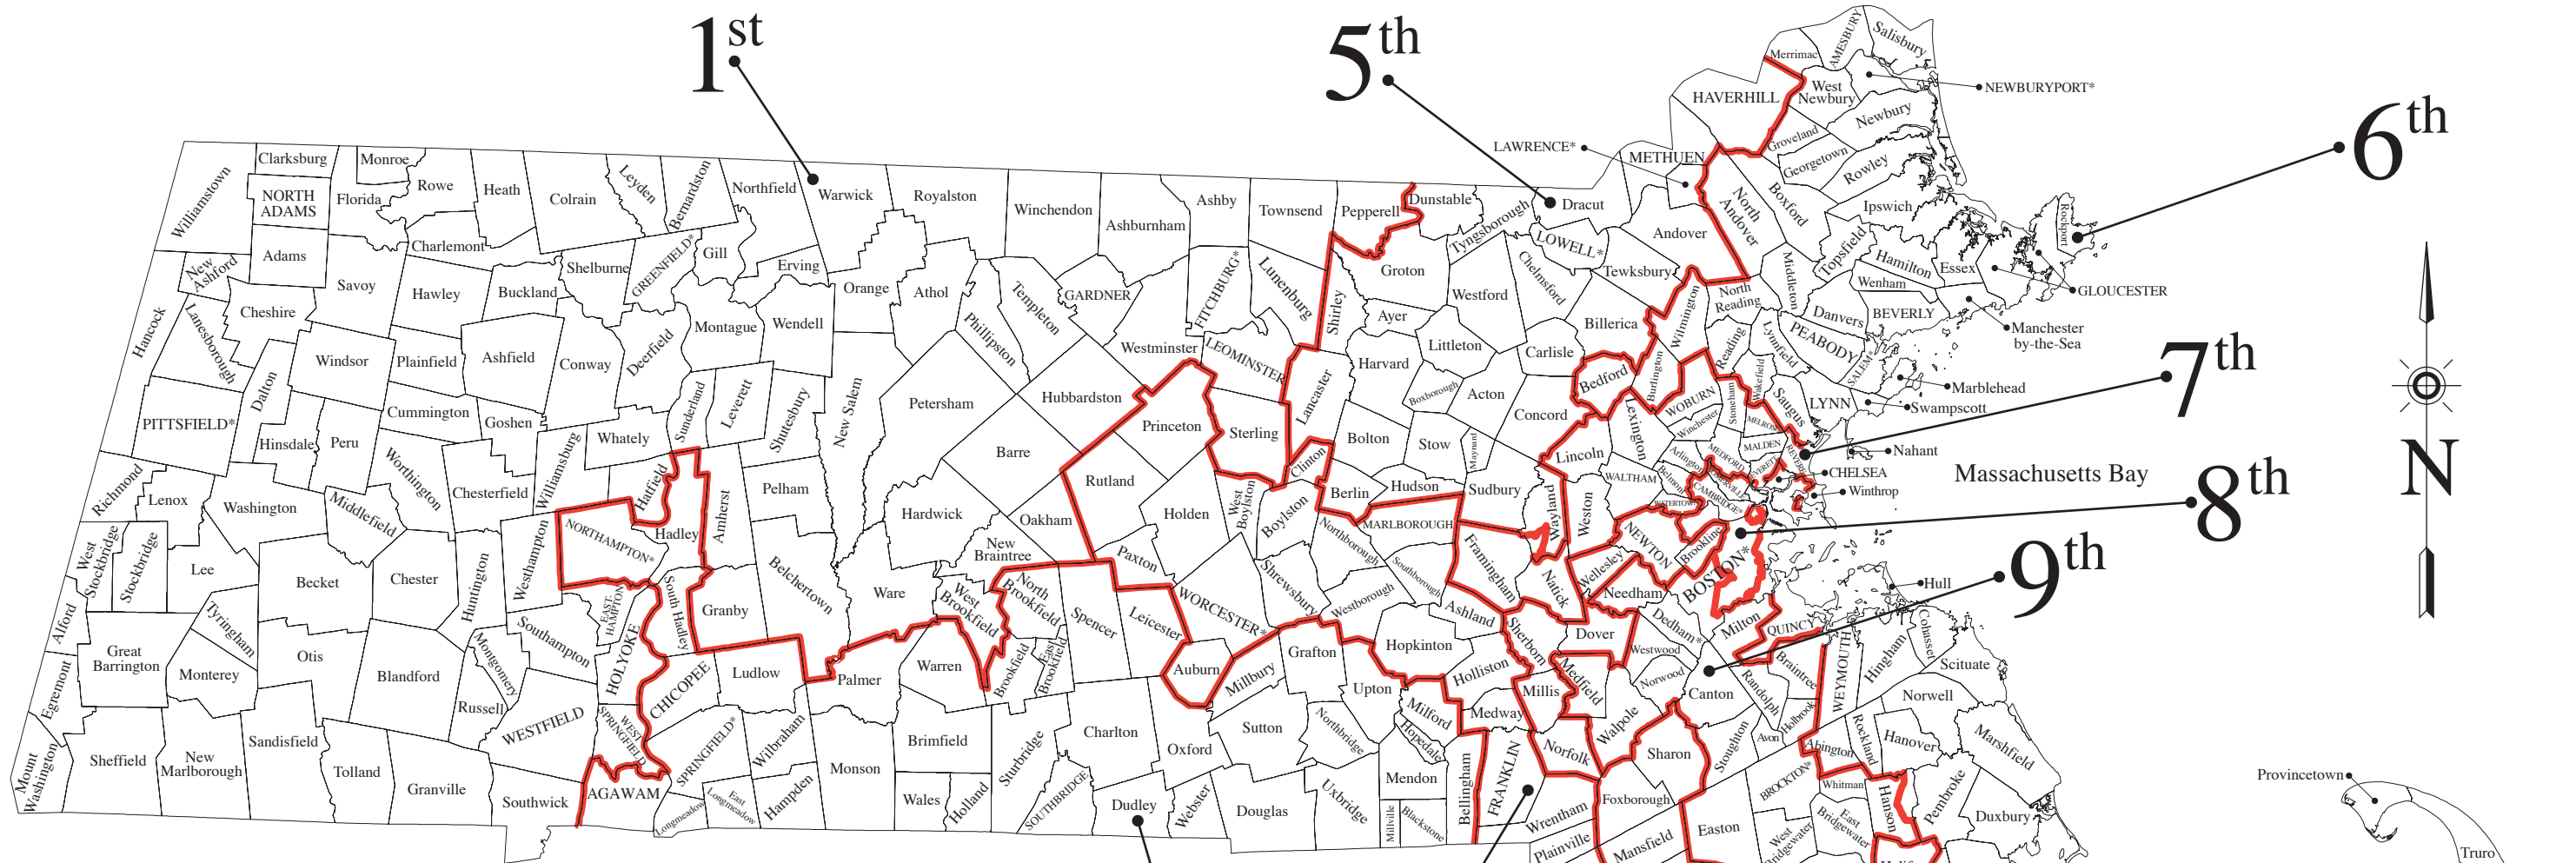 1st
5th
6th
7th
8th
9th
N
Massachusetts Bay
Williamstown
Clarksburg
NORTH
ADAMS
Monroe
Florida
Rowe
Heath
Colrain
Leyden
Bernardston
Northfield
Warwick
Royalston
Winchendon
Ashburnham
Ashby
Townsend
Pepperell
Dunstable
Tyngsborough
Dracut
LAWRENCE*
METHUEN
HAVERHILL
Merrimac
AMESBURY
Salisbury
West
Newbury
NEWBURYPORT*
Newbury
Groveland
Georgetown
Rowley
Boxford
North
Andover
Andover
Ipswich
Rockport
GLOUCESTER
Essex
Hamilton
Wenham
Topsfield
Middleton
Danvers
BEVERLY
Manchester
by-the-Sea
PEABODY
SALEM*
Marblehead
Swampscott
LYNN
Nahant
Lynnfield
Saugus
Wakefield
Reading
North
Reading
Wilmington
Tewksbury
LOWELL*
Chelmsford
Billerica
Westford
Groton
Ayer
Shirley
Lunenburg
FITCHBURG*
LEOMINSTER
Westminster
GARDNER
Templeton
Phillipston
Athol
Orange
Erving
Gill
GREENFIELD*
Shelburne
Charlemont
Buckland
Hawley
Savoy
Adams
New
Ashford
Cheshire
Lanesborough
Hancock
Windsor
Plainfield
Ashfield
Conway
Deerfield
Montague
Wendell
New Salem
Shutesbury
Leverett
Sunderland
Whately
Hatfield
Williamsburg
Goshen
Cummington
Worthington
Peru
Hinsdale
Dalton
PITTSFIELD*
Richmond
Lenox
Washington
Middlefield
Chesterfield
Westhampton
NORTHAMPTON*
Hadley
Amherst
Pelham
Belchertown
Granby
South Hadley
EAST-
HAMPTON
Southampton
Huntington
Chester
Becket
Lee
Stockbridge
West
Stockbridge
Alford
Great
Barrington
Egremont
Mount
Washington
Sheffield
Monterey
Tyringham
Otis
Blandford
Montgomery
Russell
WESTFIELD
HOLYOKE
WEST
SPRINGFIELD
AGAWAM
Southwick
Granville
Tolland
Sandisfield
New
Marlborough
CHICOPEE
Ludlow
SPRINGFIELD*
Wilbraham
Longmeadow
East
Longmeadow
Hampden
Monson
Palmer
Ware
Warren
West
Brookfield
North
Brookfield
Brookfield
East
Brookfield
New
Braintree
Hardwick
Petersham
Barre
Hubbardston
Oakham
Rutland
Princeton
Sterling
Holden
Paxton
West
Boylston
Boylston
Spencer
Leicester
WORCESTER*
Shrewsbury
Auburn
Millbury
Grafton
Brimfield
Wales
Holland
Sturbridge
SOUTHBRIDGE
Charlton
Dudley
Oxford
Webster
Sutton
Douglas
Northbridge
Uxbridge
Upton
Milford
Hopedale
Mendon
Millville
Blackstone
Bellingham
FRANKLIN
Medway
Holliston
Hopkinton
Westborough
Northborough
Southborough
MARLBOROUGH
Ashland
Framingham
Natick
Sherborn
Millis
Medfield
Norfolk
Walpole
Wrentham
Plainville
Foxborough
Mansfield
Sharon
Easton
Stoughton
Canton
Norwood
Westwood
Dover
Dedham*
Needham
Wellesley
NEWTON
Brookline
BOSTON*
Milton
QUINCY
Braintree
Randolph
Holbrook
Avon
BROCKTON*
West
Bridgewater
East
Bridgewater
Whitman
Abington
Rockland
Hanover
Hanson
Pembroke
Duxbury
Marshfield
Norwell
Scituate
Cohasset
Hingham
WEYMOUTH
Hull
Winthrop
CHELSEA
REVERE
EVERETT
MALDEN
MELROSE
MEDFORD
Stoneham
WOBURN
Winchester
Burlington
Bedford
Lexington
Arlington
Belmont
CAMBRIDGE*
WATERTOWN
WALTHAM
Lincoln
Weston
Wayland
Sudbury
Concord
Carlisle
Acton
Littleton
Boxborough
Harvard
Lancaster
Bolton
Stow
Maynard
Hudson
Berlin
Clinton
Provincetown
Truro